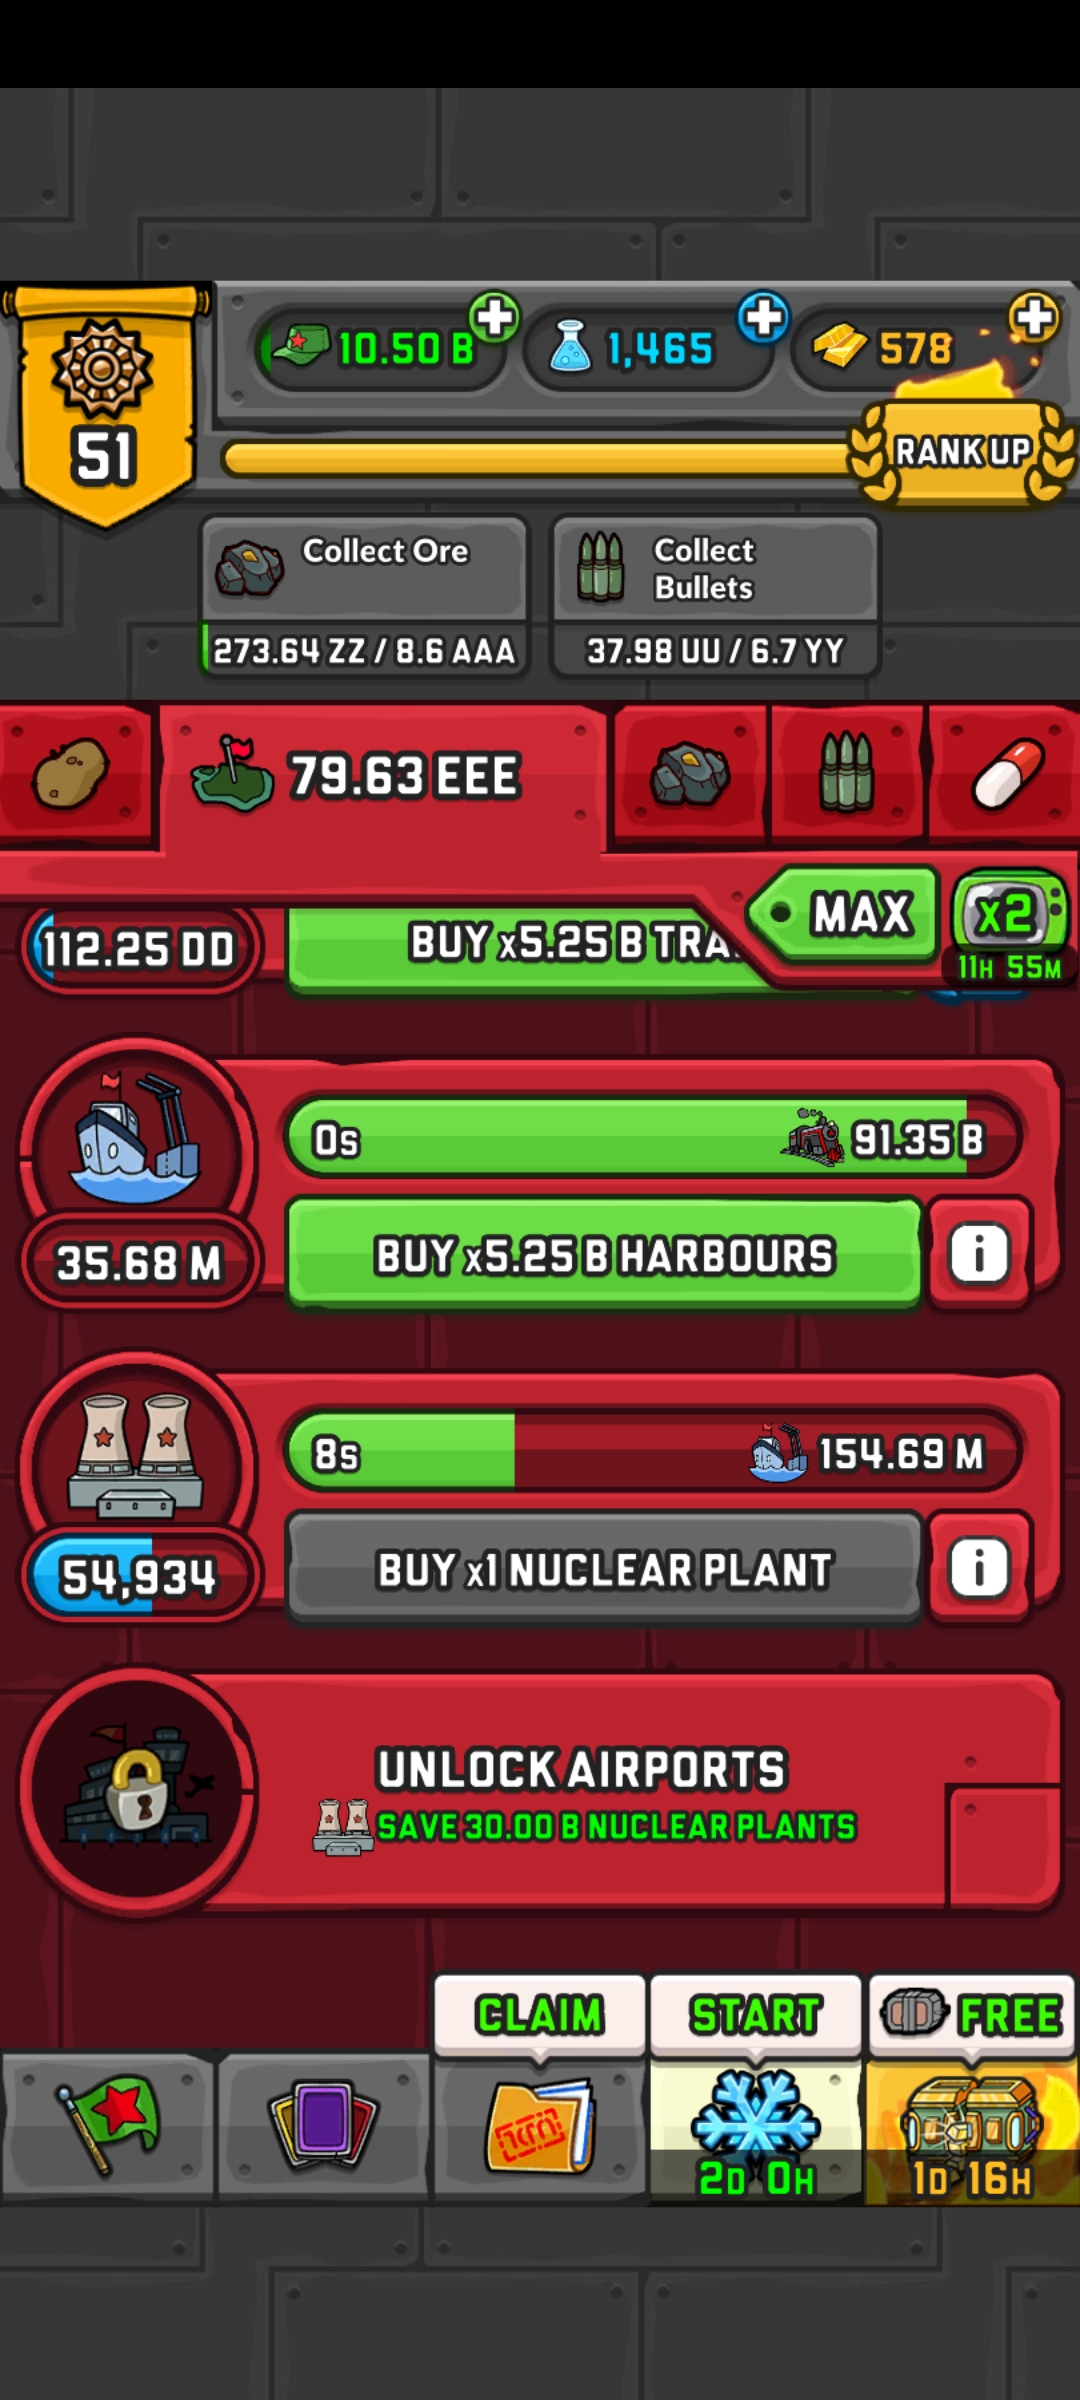 10.50 B
1,465
578
51
RANK UP
Collect Ore
273.64 ZZ / 8.6 AAA
Collect
Bullets
37.98 UU / 6.7 YY
79.63 EEE
MAX
x2
11H 55M
112.25 DD
BUY x5.25 B TRA
0s
91.35 B
35.68 M
BUY x5.25 B HARBOURS
i
8s
154.69 M
54,934
BUY x1 NUCLEAR PLANT
i
UNLOCK AIRPORTS
SAVE 30.00 B NUCLEAR PLANTS
CLAIM
START
FREE
2D 0H
1D 16H